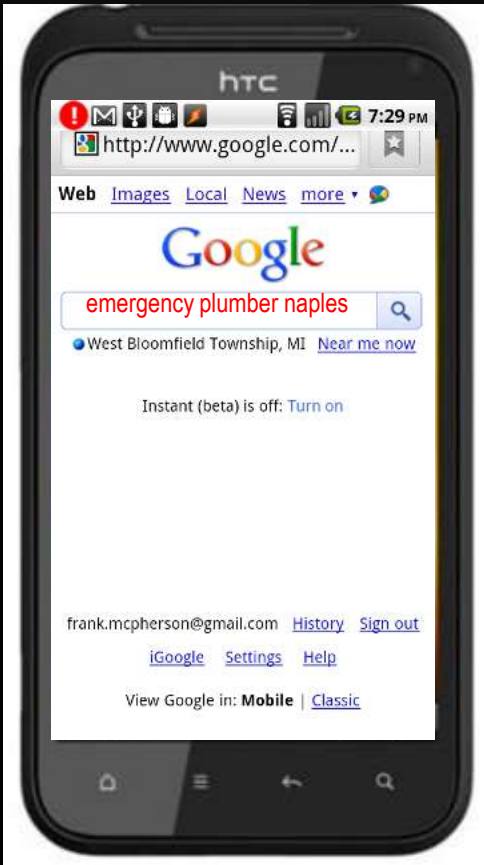 hTC
7:29 PM
http://www.google.com/...
Web Images Local News more
Google
emergency plumber naples
West Bloomfield Township, MI Near me now
Instant (beta) is off: Turn on
frank.mcpherson@gmail.com History Sign out
iGoogle Settings Help
View Google in: Mobile | Classic